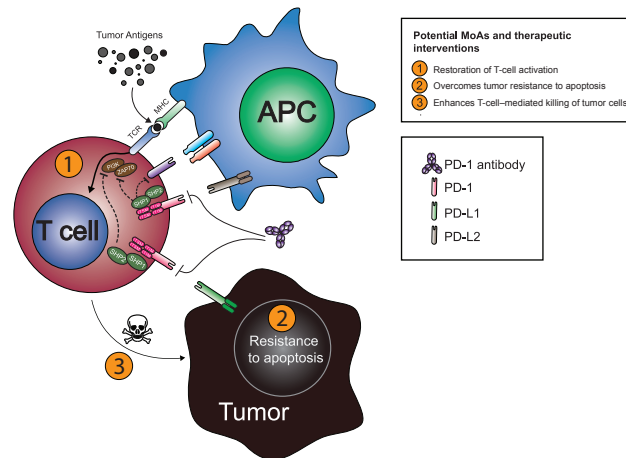 Tumor Antigens
MHC
TCR
APC
1
PI3K
ZAP70
SHP1
SHP2
T cell
SHP2
SHP1
3
2
Resistance
to apoptosis
Tumor
Potential MoAs and therapeutic
interventions
1 Restoration of T-cell activation
2 Overcomes tumor resistance to apoptosis
3 Enhances T-cell–mediated killing of tumor cells
PD-1 antibody
PD-1
PD-L1
PD-L2